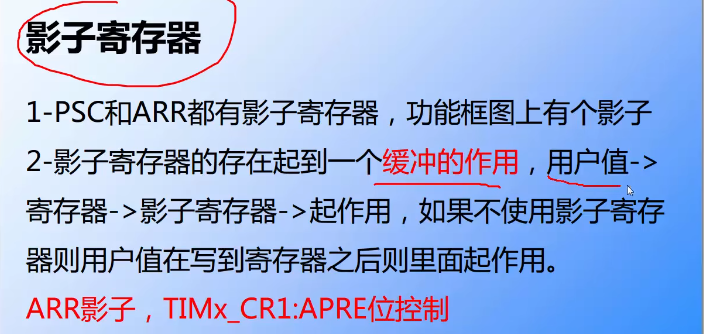 影子寄存器
1-PSC和ARR都有影子寄存器，功能框图上有个影子
2-影子寄存器的存在起到一个缓冲的作用，用户值->
寄存器->影子寄存器->起作用，如果不使用影子寄存
器则用户值在写到寄存器之后则里面起作用。
ARR影子，TIMx_CR1:APRE位控制